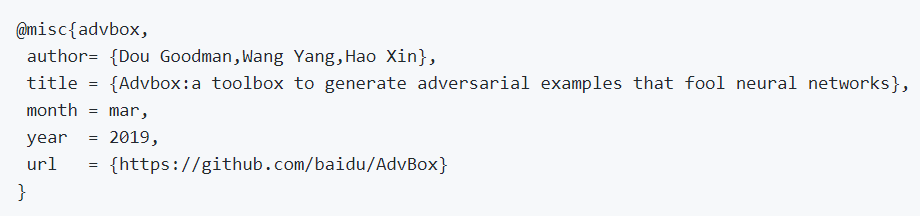 @misc{advbox,
 author= {Dou Goodman,Wang Yang,Hao Xin},
 title = {Advbox:a toolbox to generate adversarial examples that fool neural networks},
 month = mar,
 year  = 2019,
 url   = {https://github.com/baidu/AdvBox}
}